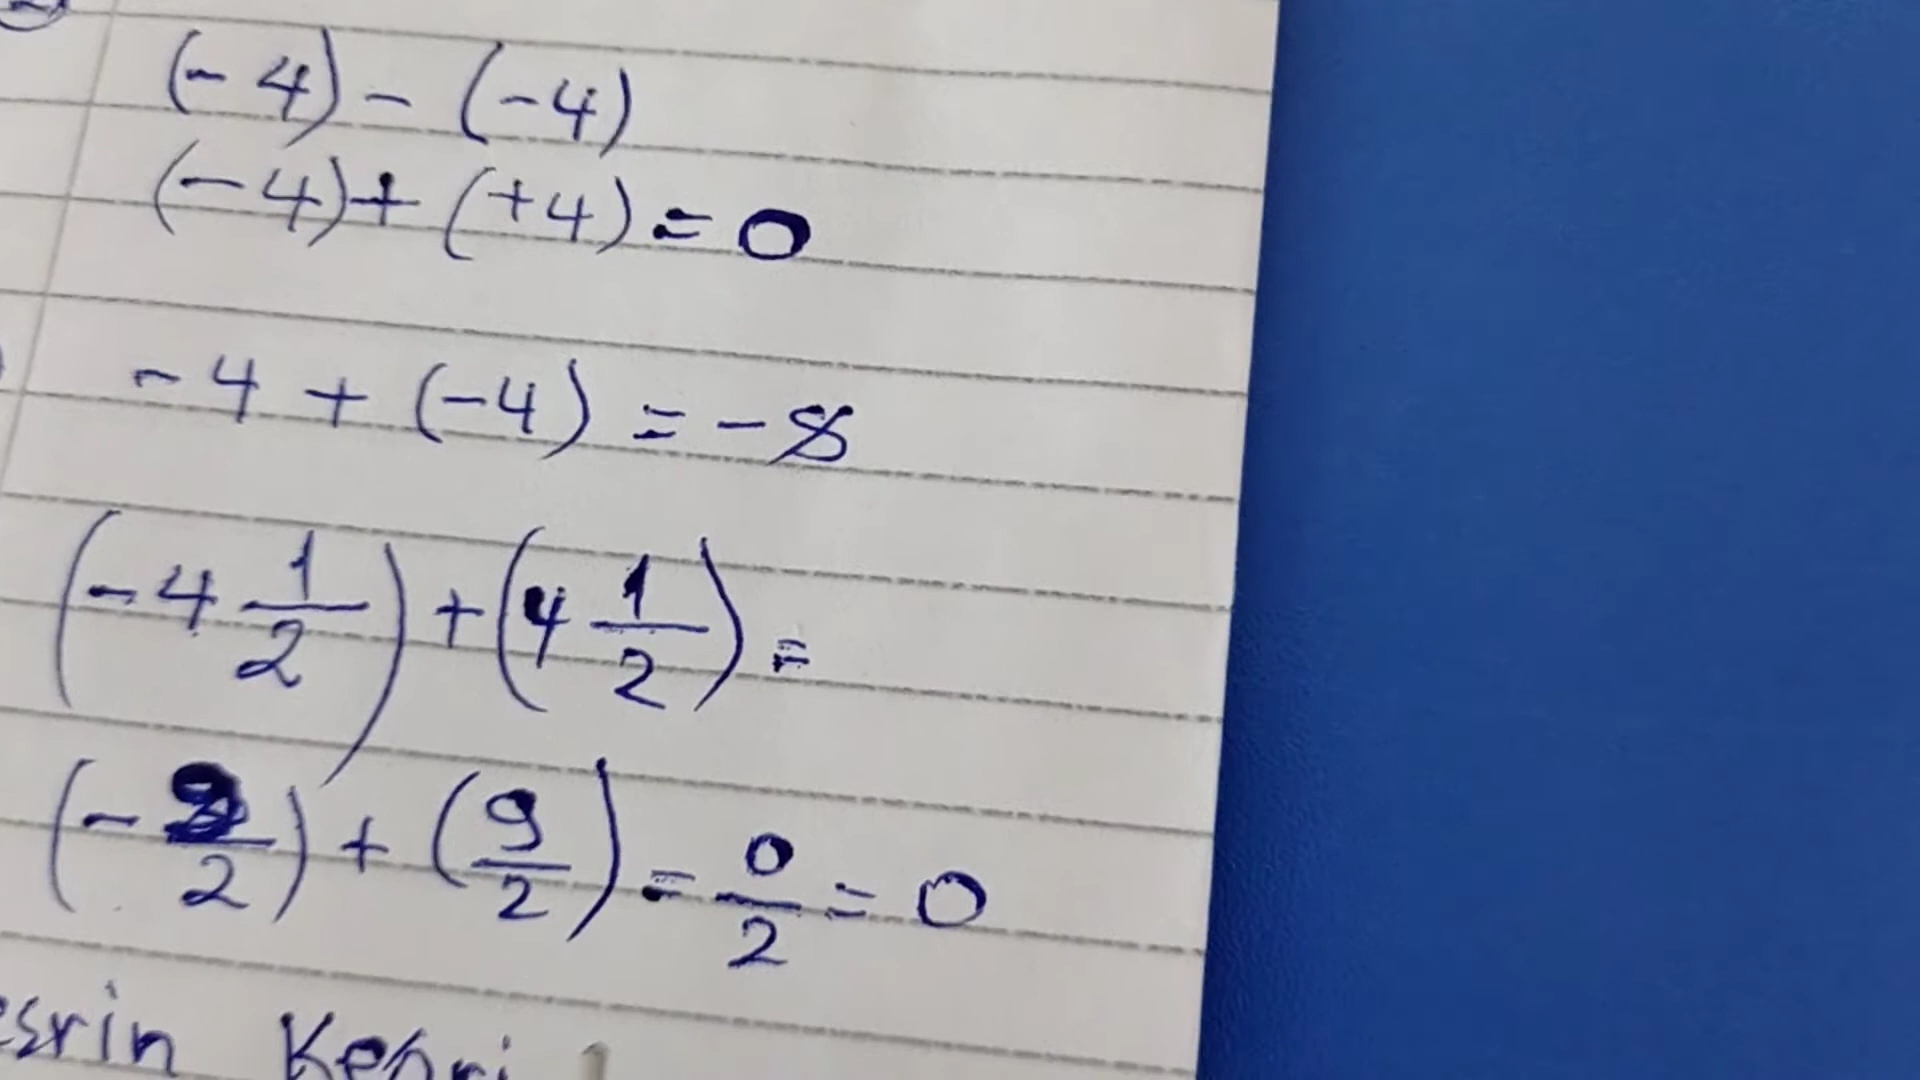 (-4) - (-4)
(-4) + (+4) = 0
-4 + (-4) = -8
(-4 1/2) + (4 1/2) =
(-9/2) + (9/2) = 0/2 = 0